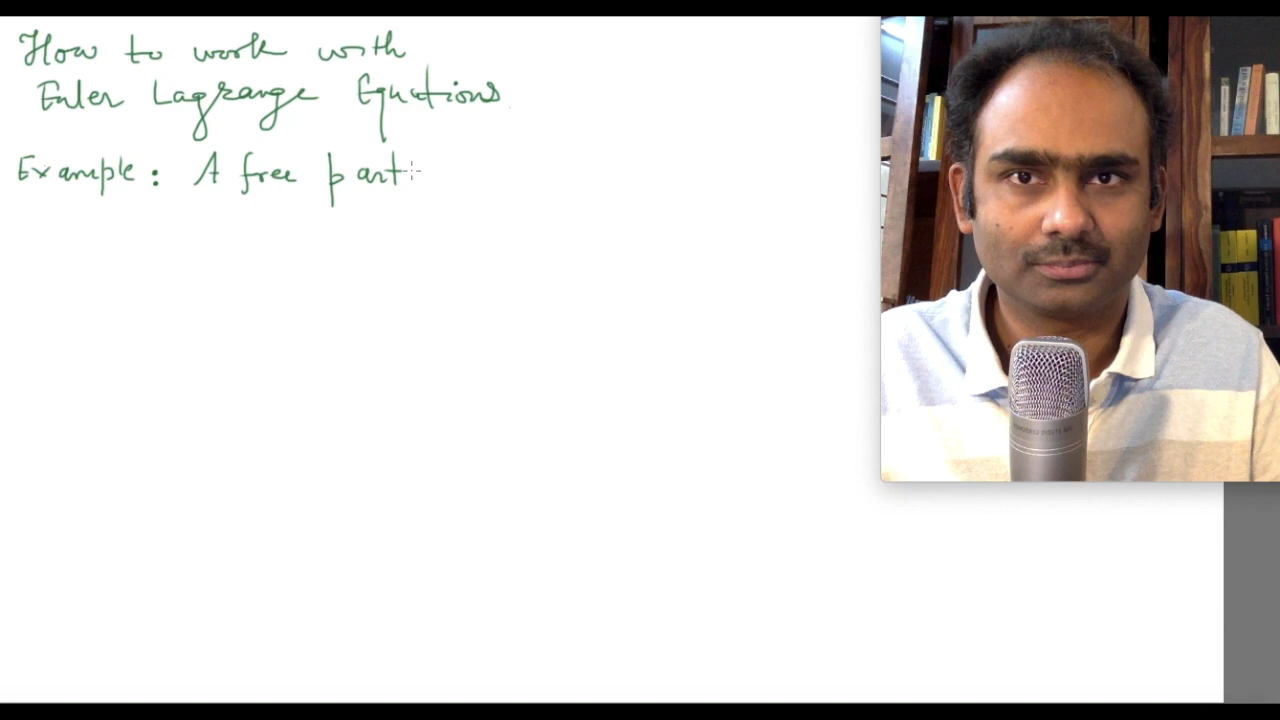 How to work with
Euler Lagrange Equations
Example: A free part